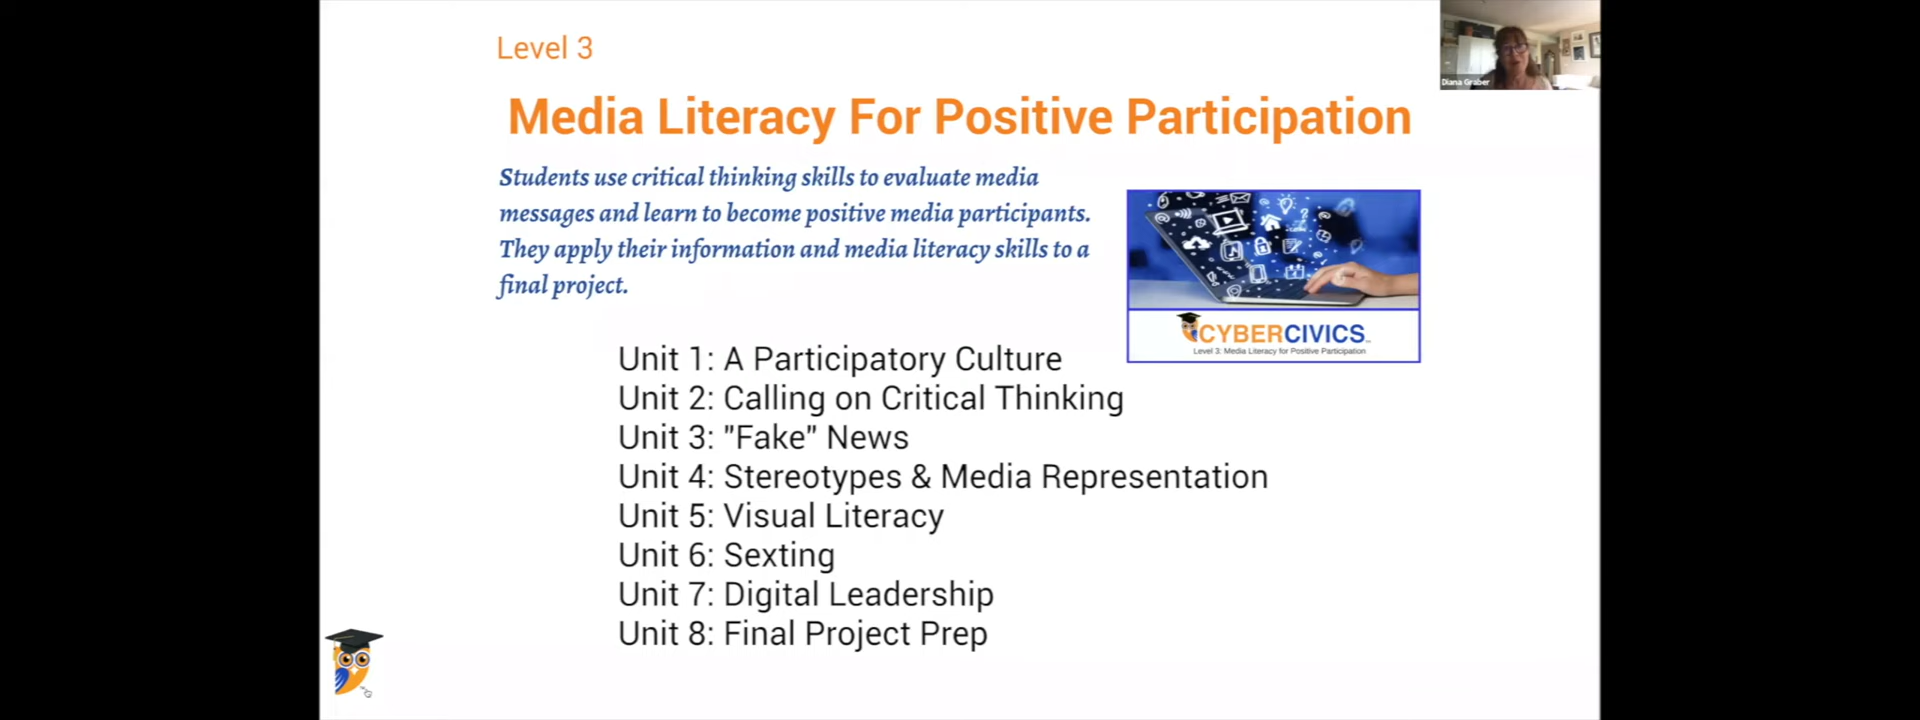 Level 3
Diana Graber
Media Literacy For Positive Participation
Students use critical thinking skills to evaluate media
messages and learn to become positive media participants.
They apply their information and media literacy skills to a
final project.
CYBERCIVICS
Level 3: Media Literacy for Positive Participation
Unit 1: A Participatory Culture
Unit 2: Calling on Critical Thinking
Unit 3: "Fake" News
Unit 4: Stereotypes & Media Representation
Unit 5: Visual Literacy
Unit 6: Sexting
Unit 7: Digital Leadership
Unit 8: Final Project Prep